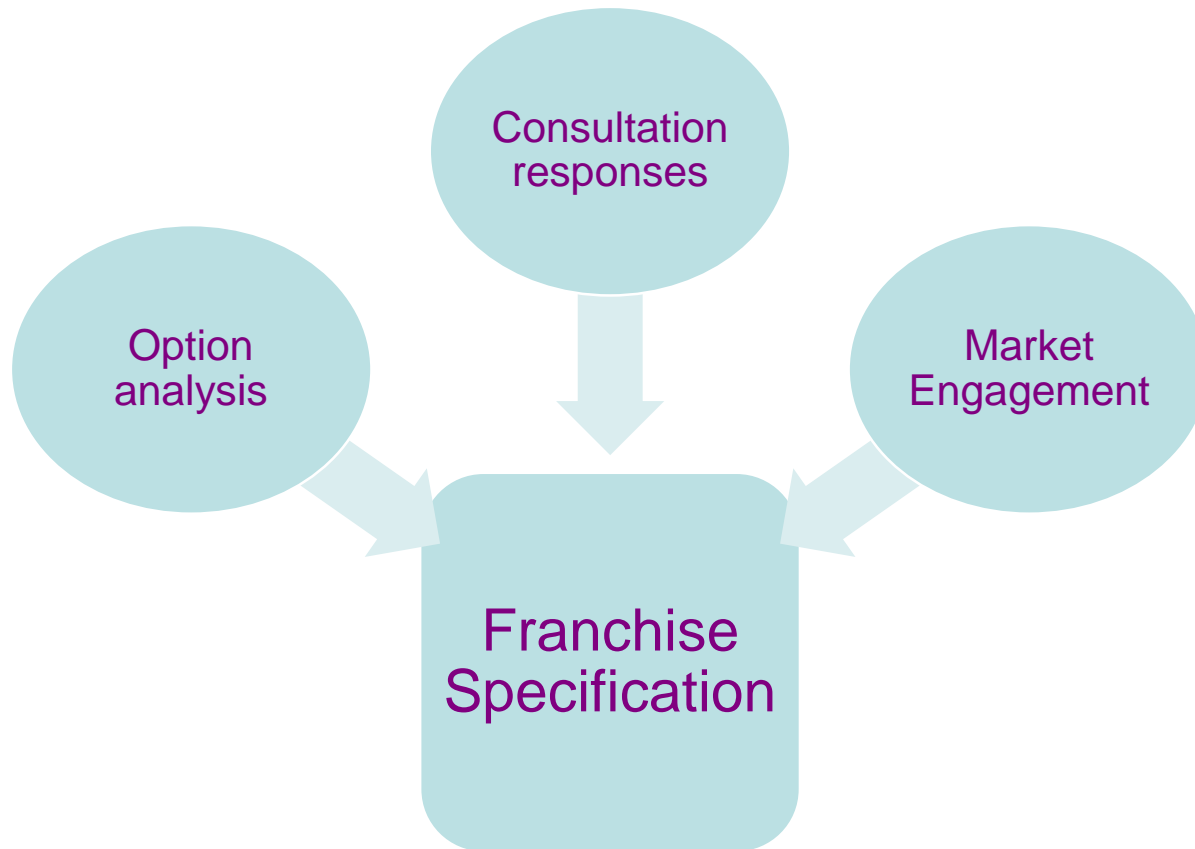 Consultation
responses
Option
analysis
Market
Engagement
Franchise
Specification